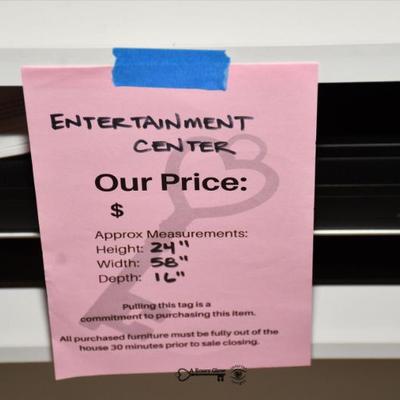 ENTERTAINMENT
CENTER
Our Price:
$
Approx Measurements:
Height: 24"
Width: 58"
Depth: 16"
Pulling this tag is a
commitment to purchasing this item.
All purchased furniture must be fully out of the
house 30 minutes prior to sale closing.